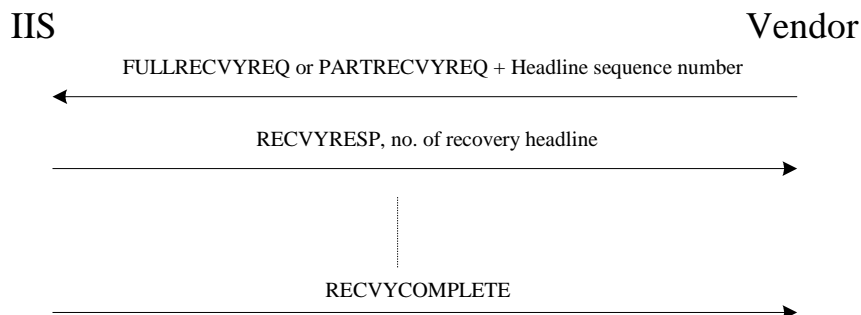 IIS Vendor
FULLRECVYREQ or PARTRECVYREQ + Headline sequence number
RECVYRESP, no. of recovery headline
RECVYCOMPLETE